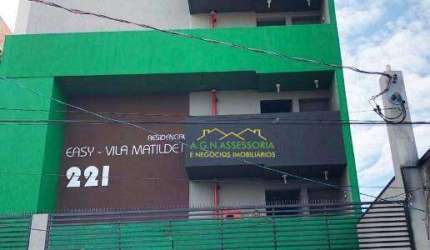 RESIDENCIAL
EASY - VILA MATILDE I
221
A.G.N.ASSESSORIA
E NEGÓCIOS IMOBILIÁRIOS